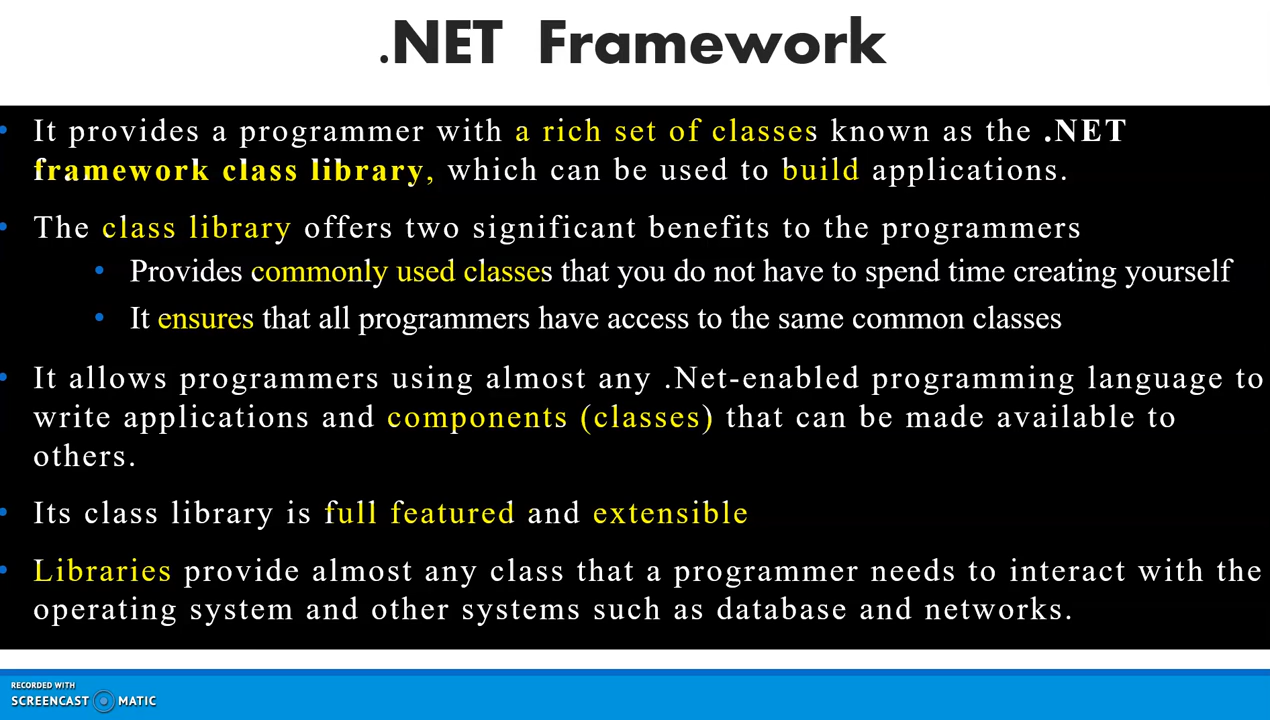 .NET Framework
• It provides a programmer with a rich set of classes known as the .NET
framework class library, which can be used to build applications.
• The class library offers two significant benefits to the programmers
• Provides commonly used classes that you do not have to spend time creating yourself
• It ensures that all programmers have access to the same common classes
• It allows programmers using almost any .Net-enabled programming language to
write applications and components (classes) that can be made available to
others.
• Its class library is full featured and extensible
• Libraries provide almost any class that a programmer needs to interact with the
operating system and other systems such as database and networks.
RECORDED WITH
SCREENCAST MATIC